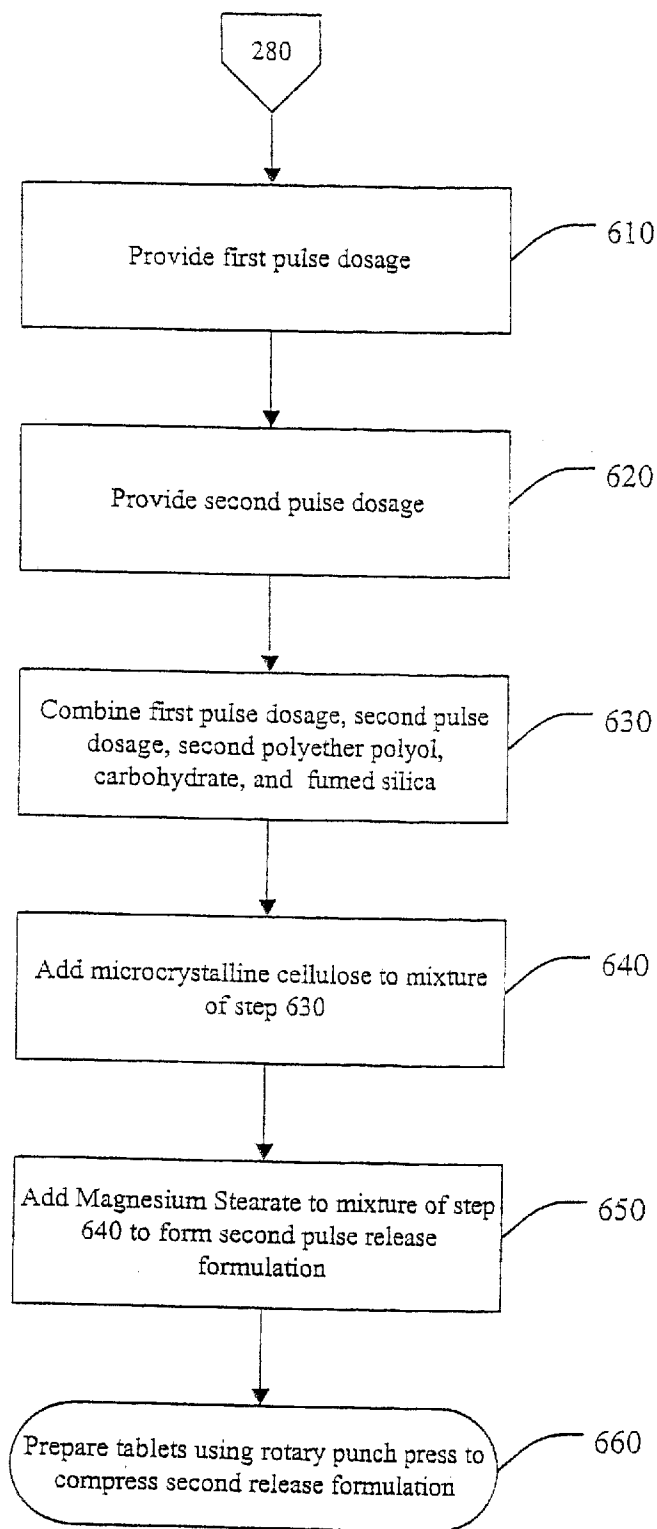 280
Provide first pulse dosage
610
Provide second pulse dosage
620
Combine first pulse dosage, second pulse
dosage, second polyether polyol,
carbohydrate, and fumed silica
630
Add microcrystalline cellulose to mixture
of step 630
640
Add Magnesium Stearate to mixture of step
640 to form second pulse release
formulation
650
Prepare tablets using rotary punch press to
compress second release formulation
660